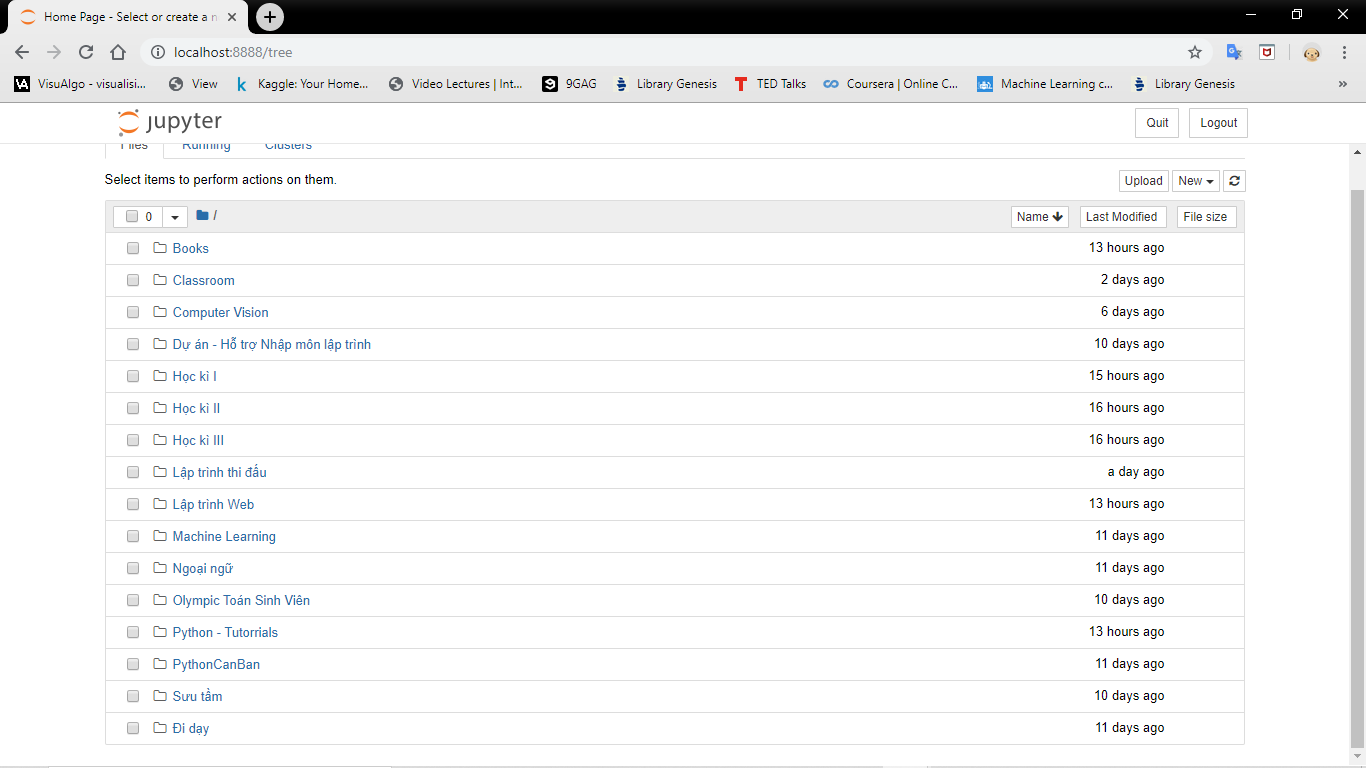 Home Page - Select or create a n
localhost:8888/tree
VisuAlgo - visualisi... View Kaggle: Your Home... Video Lectures | Int... 9GAG Library Genesis TED Talks Coursera | Online C... Machine Learning c... Library Genesis »
jupyter Quit Logout
Files Running Clusters
Select items to perform actions on them. Upload New
0 / Name Last Modified File size
Books 13 hours ago
Classroom 2 days ago
Computer Vision 6 days ago
Dự án - Hỗ trợ Nhập môn lập trình 10 days ago
Học kì I 15 hours ago
Học kì II 16 hours ago
Học kì III 16 hours ago
Lập trình thi đấu a day ago
Lập trình Web 13 hours ago
Machine Learning 11 days ago
Ngoại ngữ 11 days ago
Olympic Toán Sinh Viên 10 days ago
Python - Tutorrials 13 hours ago
PythonCanBan 11 days ago
Sưu tầm 10 days ago
Đi dạy 11 days ago